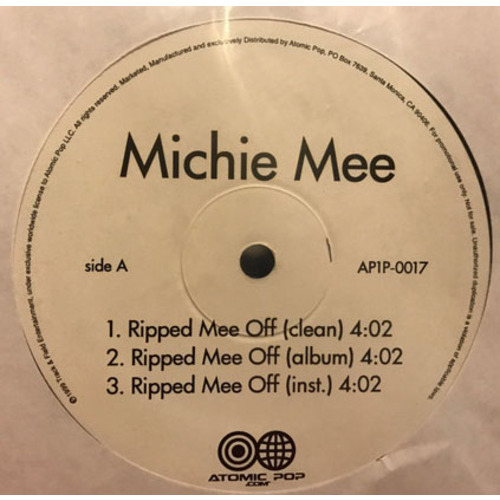 ℗1999 Track & Field Entertainment, under exclusive worldwide license to Atomic Pop LLC. All rights reserved. Marketed, Manufactured and exclusively Distributed by Atomic Pop, PO Box 7639, Santa Monica, CA 90406. For promotional use only. Not for sale. Unauthorized duplication is a violation of applicable laws.
Michie Mee
side A
AP1P-0017
1. Ripped Mee Off (clean) 4:02
2. Ripped Mee Off (album) 4:02
3. Ripped Mee Off (inst.) 4:02
ATOMIC POP
.COM